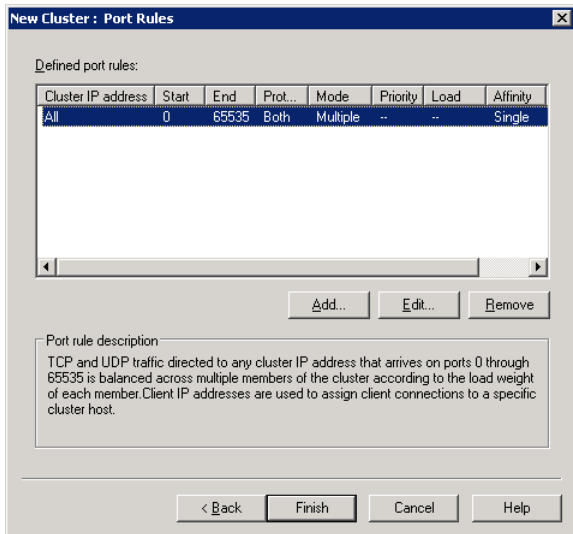 New Cluster : Port Rules
Defined port rules:
Cluster IP address Start End Prot... Mode Priority Load Affinity
All 0 65535 Both Multiple -- -- Single
Add... Edit... Remove
Port rule description
TCP and UDP traffic directed to any cluster IP address that arrives on ports 0 through
65535 is balanced across multiple members of the cluster according to the load weight
of each member.Client IP addresses are used to assign client connections to a specific
cluster host.
< Back Finish Cancel Help